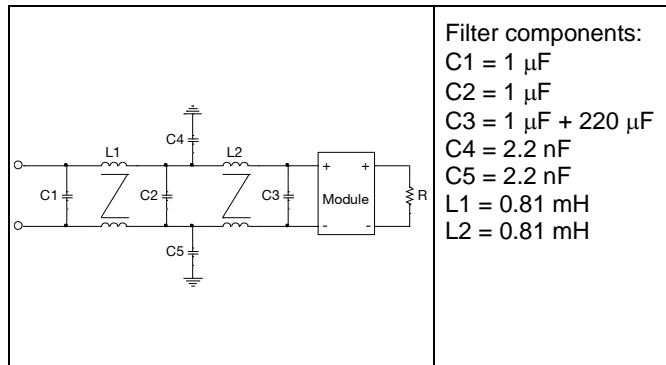 Filter components:
C1 = 1 μF
C2 = 1 μF
C3 = 1 μF + 220 μF
C4 = 2.2 nF
C5 = 2.2 nF
L1 = 0.81 mH
L2 = 0.81 mH
C4
L1
L2
+ +
C1
C2
C3
Module
R
- -
C5